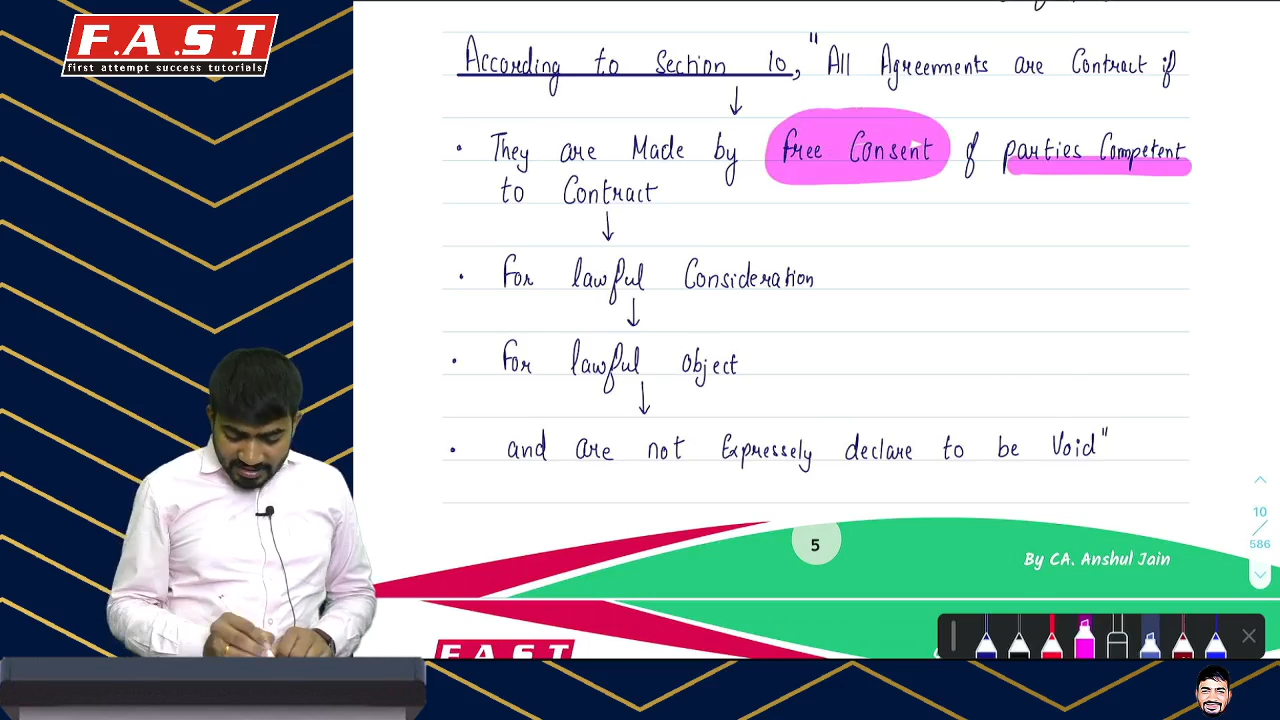 F.A.S.T
first attempt success tutorials
According to Section 10, "All Agreements are Contract if
• They are Made by free Consent of parties Competent
to Contract
• For lawful Consideration
• For lawful object
• and are not Expressely declare to be Void"
5
By CA. Anshul Jain
10
/
586
F.A.S.T